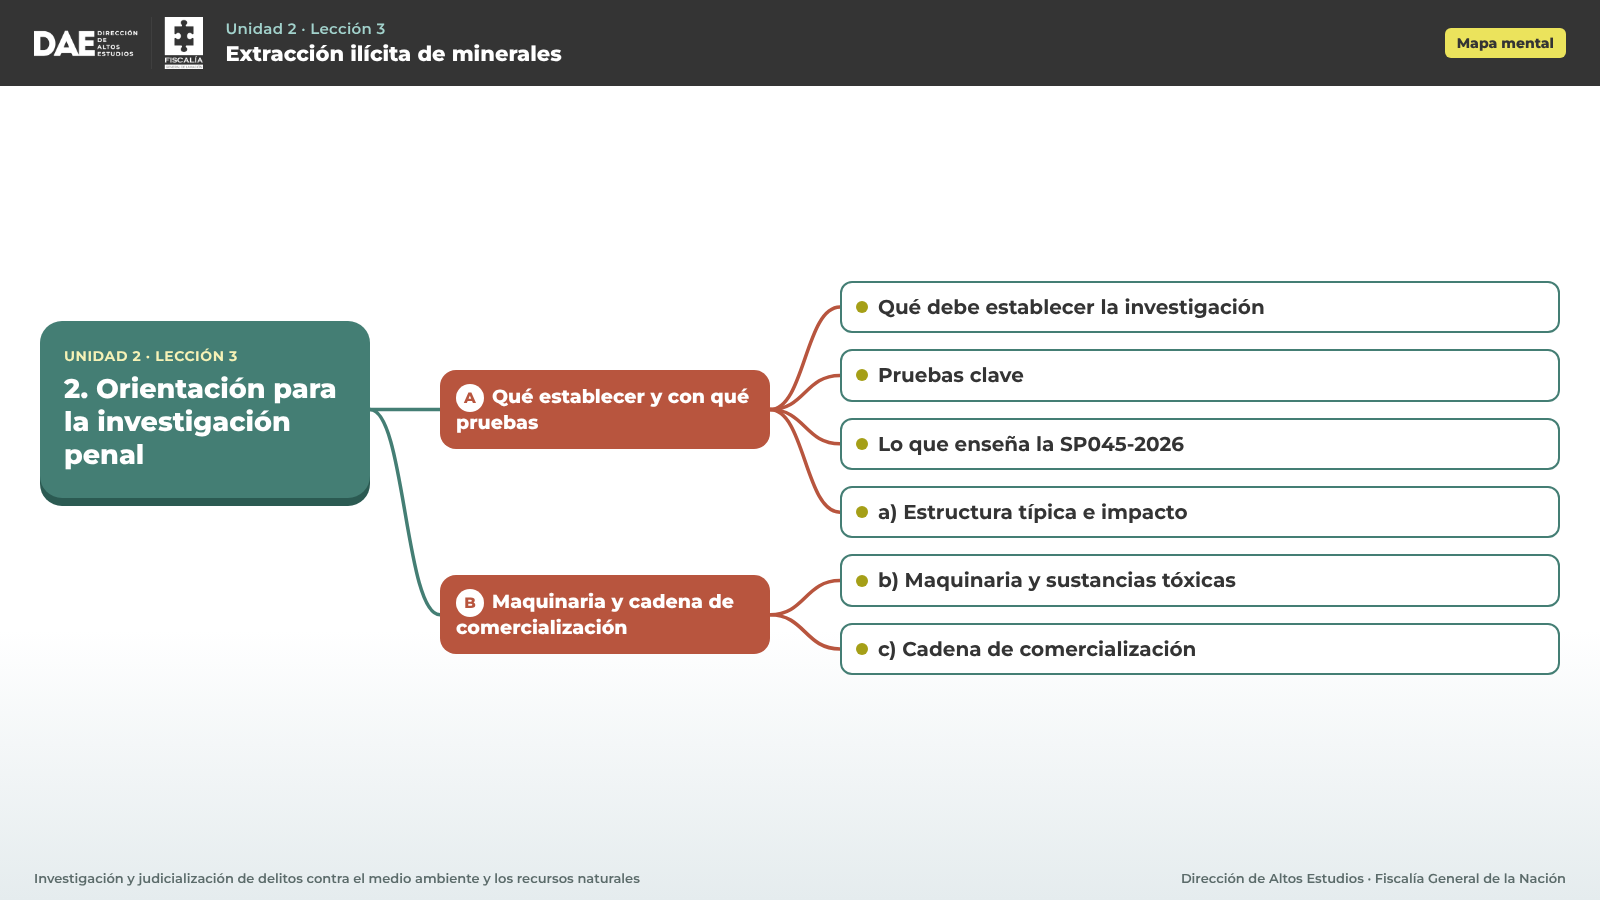 DAE DIRECCIÓN
DE
ALTOS
ESTUDIOS
FISCALÍA
Unidad 2 · Lección 3
Extracción ilícita de minerales
Mapa mental
UNIDAD 2 · LECCIÓN 3
2. Orientación para
la investigación
penal
A Qué establecer y con qué
pruebas
B Maquinaria y cadena de
comercialización
Qué debe establecer la investigación
Pruebas clave
Lo que enseña la SP045-2026
a) Estructura típica e impacto
b) Maquinaria y sustancias tóxicas
c) Cadena de comercialización
Investigación y judicialización de delitos contra el medio ambiente y los recursos naturales
Dirección de Altos Estudios · Fiscalía General de la Nación